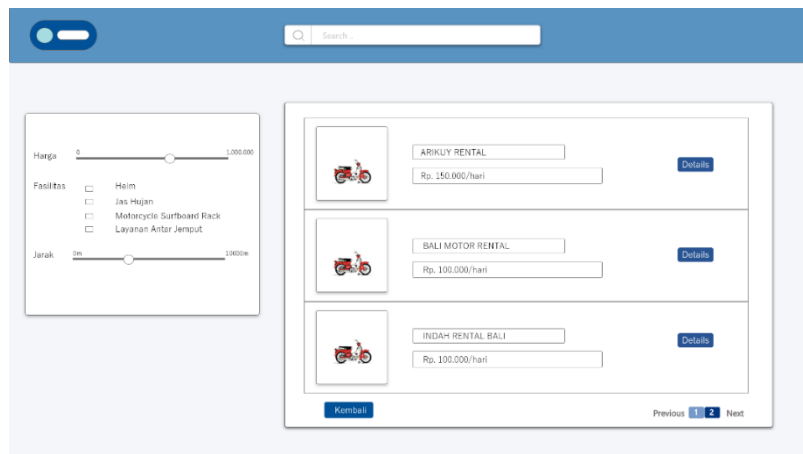 Search...
Harga
0
1.000.000
Fasilitas
Helm
Jas Hujan
Motorcycle Surfboard Rack
Layanan Antar Jemput
Jarak
0m
10000m
ARIKUY RENTAL
Rp. 150.000/hari
Details
BALI MOTOR RENTAL
Rp. 100.000/hari
Details
INDAH RENTAL BALI
Rp. 100.000/hari
Details
Kembali
Previous 1 2 Next